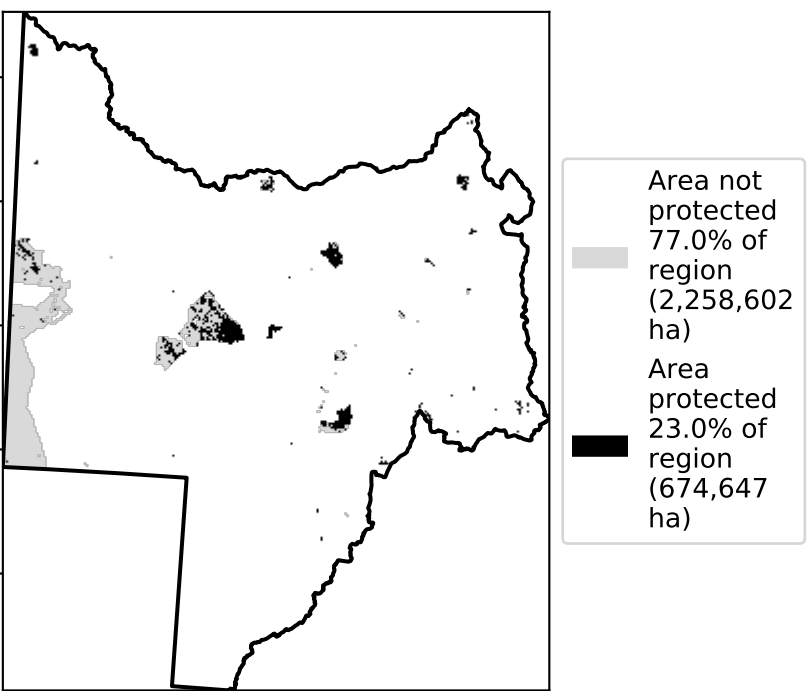 Area not
protected
77.0% of
region
(2,258,602
ha)
Area
protected
23.0% of
region
(674,647
ha)